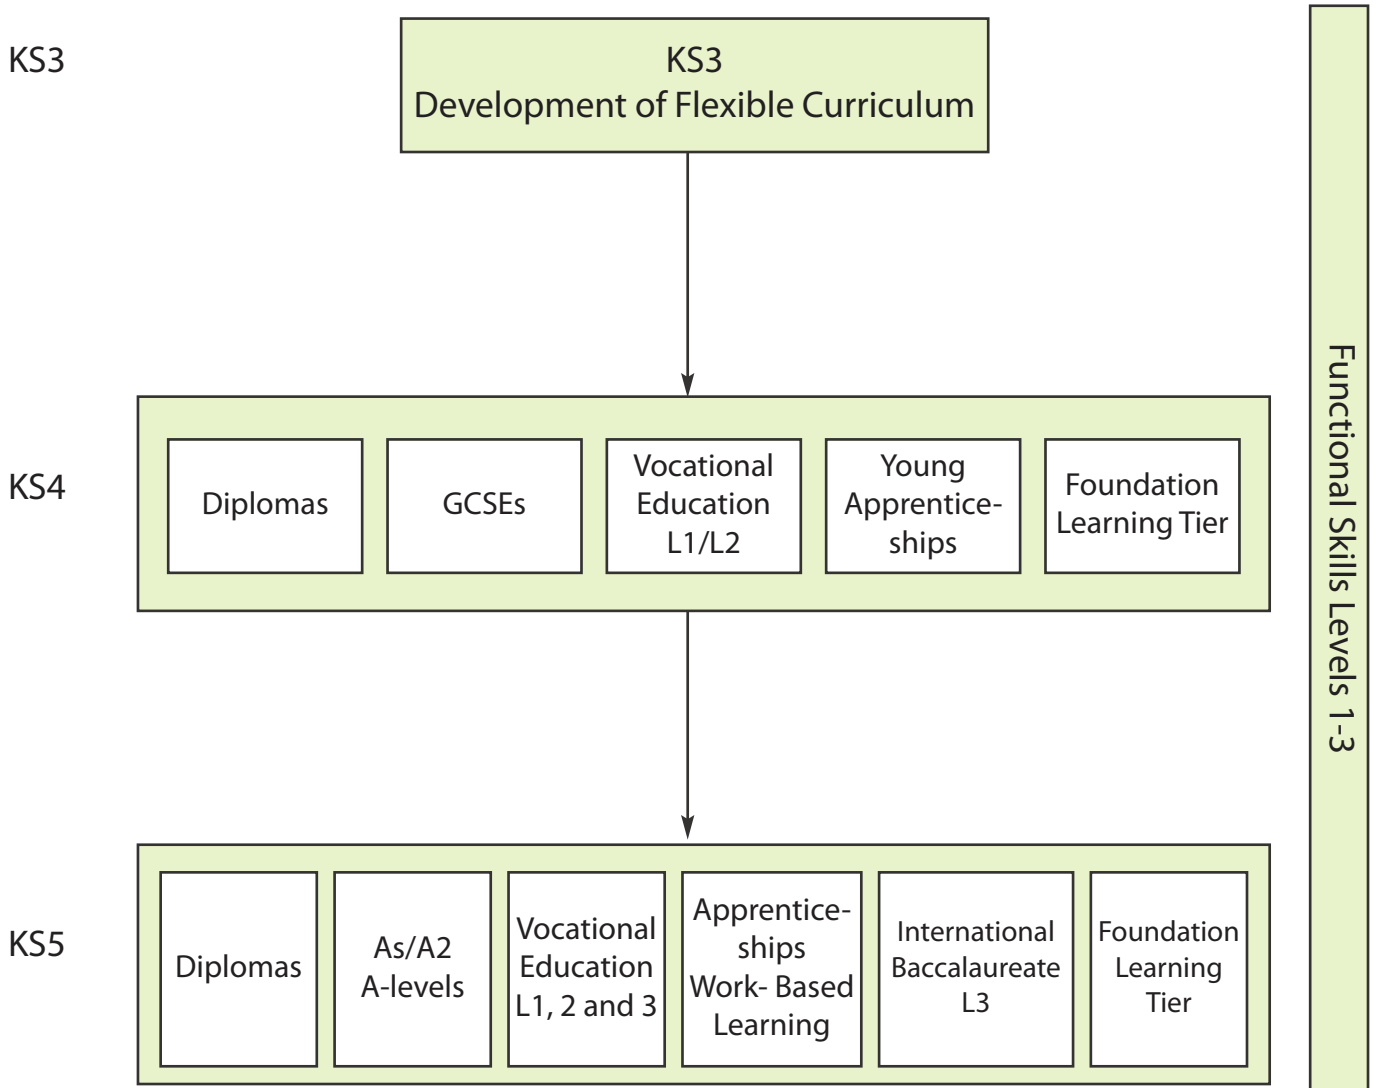 KS3
KS3
Development of Flexible Curriculum
KS4
Diplomas
GCSEs
Vocational
Education
L1/L2
Young
Apprentice-
ships
Foundation
Learning Tier
KS5
Diplomas
As/A2
A-levels
Vocational
Education
L1, 2 and 3
Apprentice-
ships
Work- Based
Learning
International
Baccalaureate
L3
Foundation
Learning
Tier
Functional Skills Levels 1-3